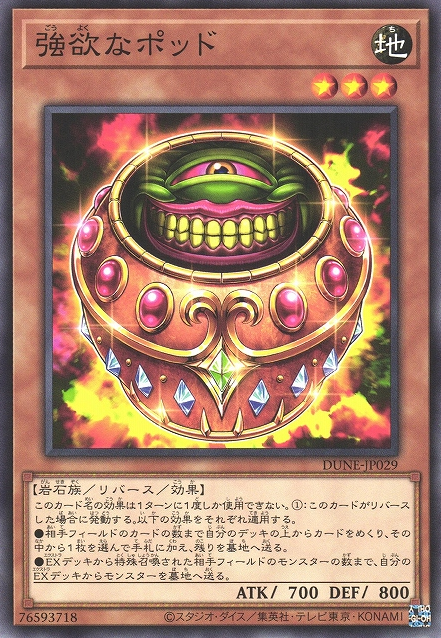 強欲なポッド
地
DUNE-JP029
【岩石族／リバース／効果】
このカード名の効果は1ターンに1度しか使用できない。①：このカードがリバース
した場合に発動する。以下の効果をそれぞれ適用する。
●相手フィールドのカードの数まで自分のデッキの上からカードをめくり、その
中から1枚を選んで手札に加え、残りを墓地へ送る。
●EXデッキから特殊召喚された相手フィールドのモンスターの数まで、自分の
EXデッキからモンスターを墓地へ送る。
ATK/ 700 DEF/ 800
76593718 ©スタジオ・ダイス／集英社・テレビ東京・KONAMI